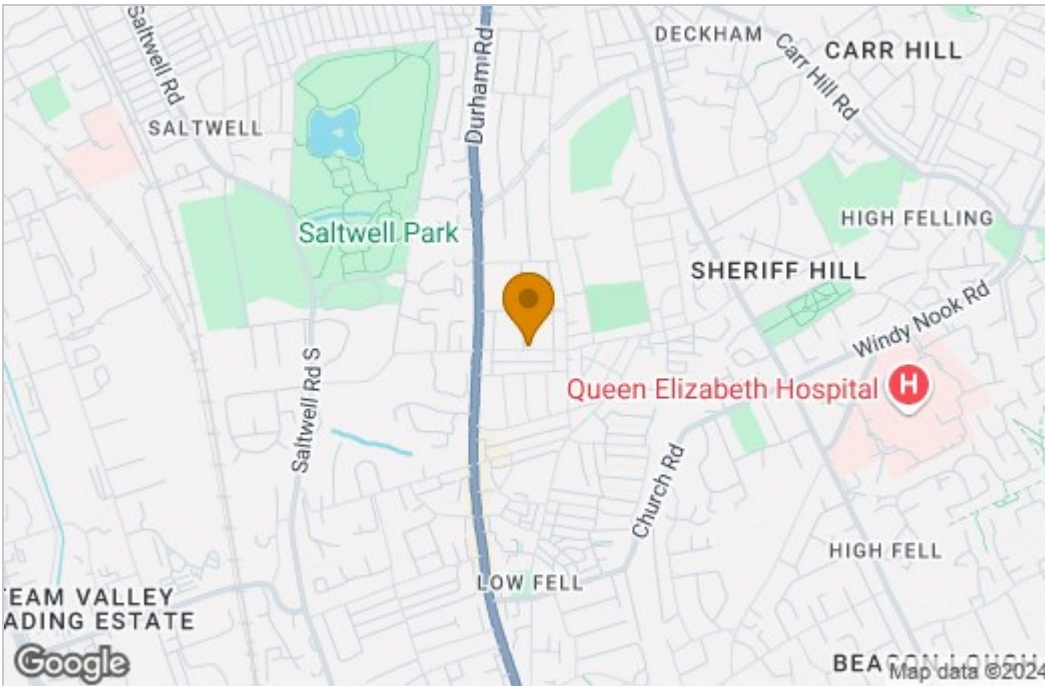 Saltwell Rd
Durham Rd
DECKHAM
CARR HILL
Carr Hill Rd
SALTWELL
HIGH FELLING
Saltwell Park
SHERIFF HILL
Windy Nook Rd
Queen Elizabeth Hospital
H
Saltwell Rd S
Church Rd
HIGH FELL
LOW FELL
TEAM VALLEY
ADING ESTATE
BEACON LOUGH
Google
Map data ©2024